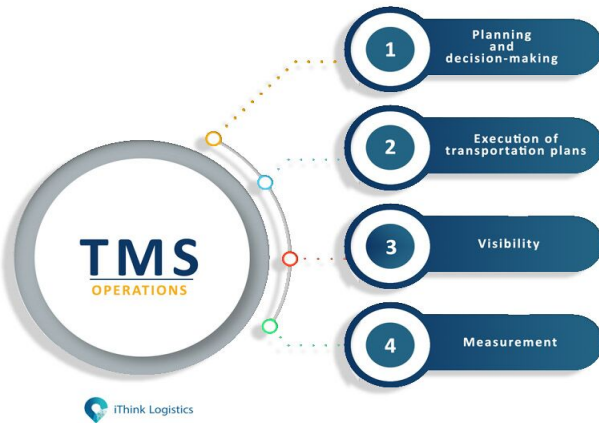 TMS
OPERATIONS
1
Planning
and
decision-making
2
Execution of
transportation plans
3
Visibility
4
Measurement
iThink Logistics